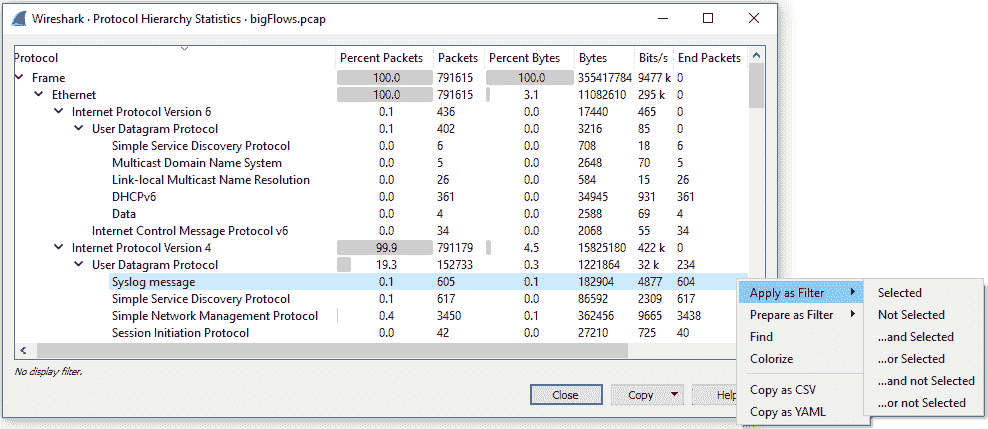 Wireshark · Protocol Hierarchy Statistics · bigFlows.pcap
Protocol Percent Packets Packets Percent Bytes Bytes Bits/s End Packets
Frame 100.0 791615 100.0 355417784 9477 k 0
Ethernet 100.0 791615 3.1 11082610 295 k 0
Internet Protocol Version 6 0.1 436 0.0 17440 465 0
User Datagram Protocol 0.1 402 0.0 3216 85 0
Simple Service Discovery Protocol 0.0 6 0.0 708 18 6
Multicast Domain Name System 0.0 5 0.0 2648 70 5
Link-local Multicast Name Resolution 0.0 26 0.0 584 15 26
DHCPv6 0.0 361 0.0 34945 931 361
Data 0.0 4 0.0 2588 69 4
Internet Control Message Protocol v6 0.0 34 0.0 2068 55 34
Internet Protocol Version 4 99.9 791179 4.5 15825180 422 k 0
User Datagram Protocol 19.3 152733 0.3 1221864 32 k 234
Syslog message 0.1 605 0.1 182904 4877 604
Simple Service Discovery Protocol 0.1 617 0.0 86592 2309 617
Simple Network Management Protocol 0.4 3450 0.1 362456 9665 3438
Session Initiation Protocol 0.0 42 0.0 27210 725 40
No display filter.
Close Copy Help
Apply as Filter
Prepare as Filter
Find
Colorize
Copy as CSV
Copy as YAML
Selected
Not Selected
...and Selected
...or Selected
...and not Selected
...or not Selected